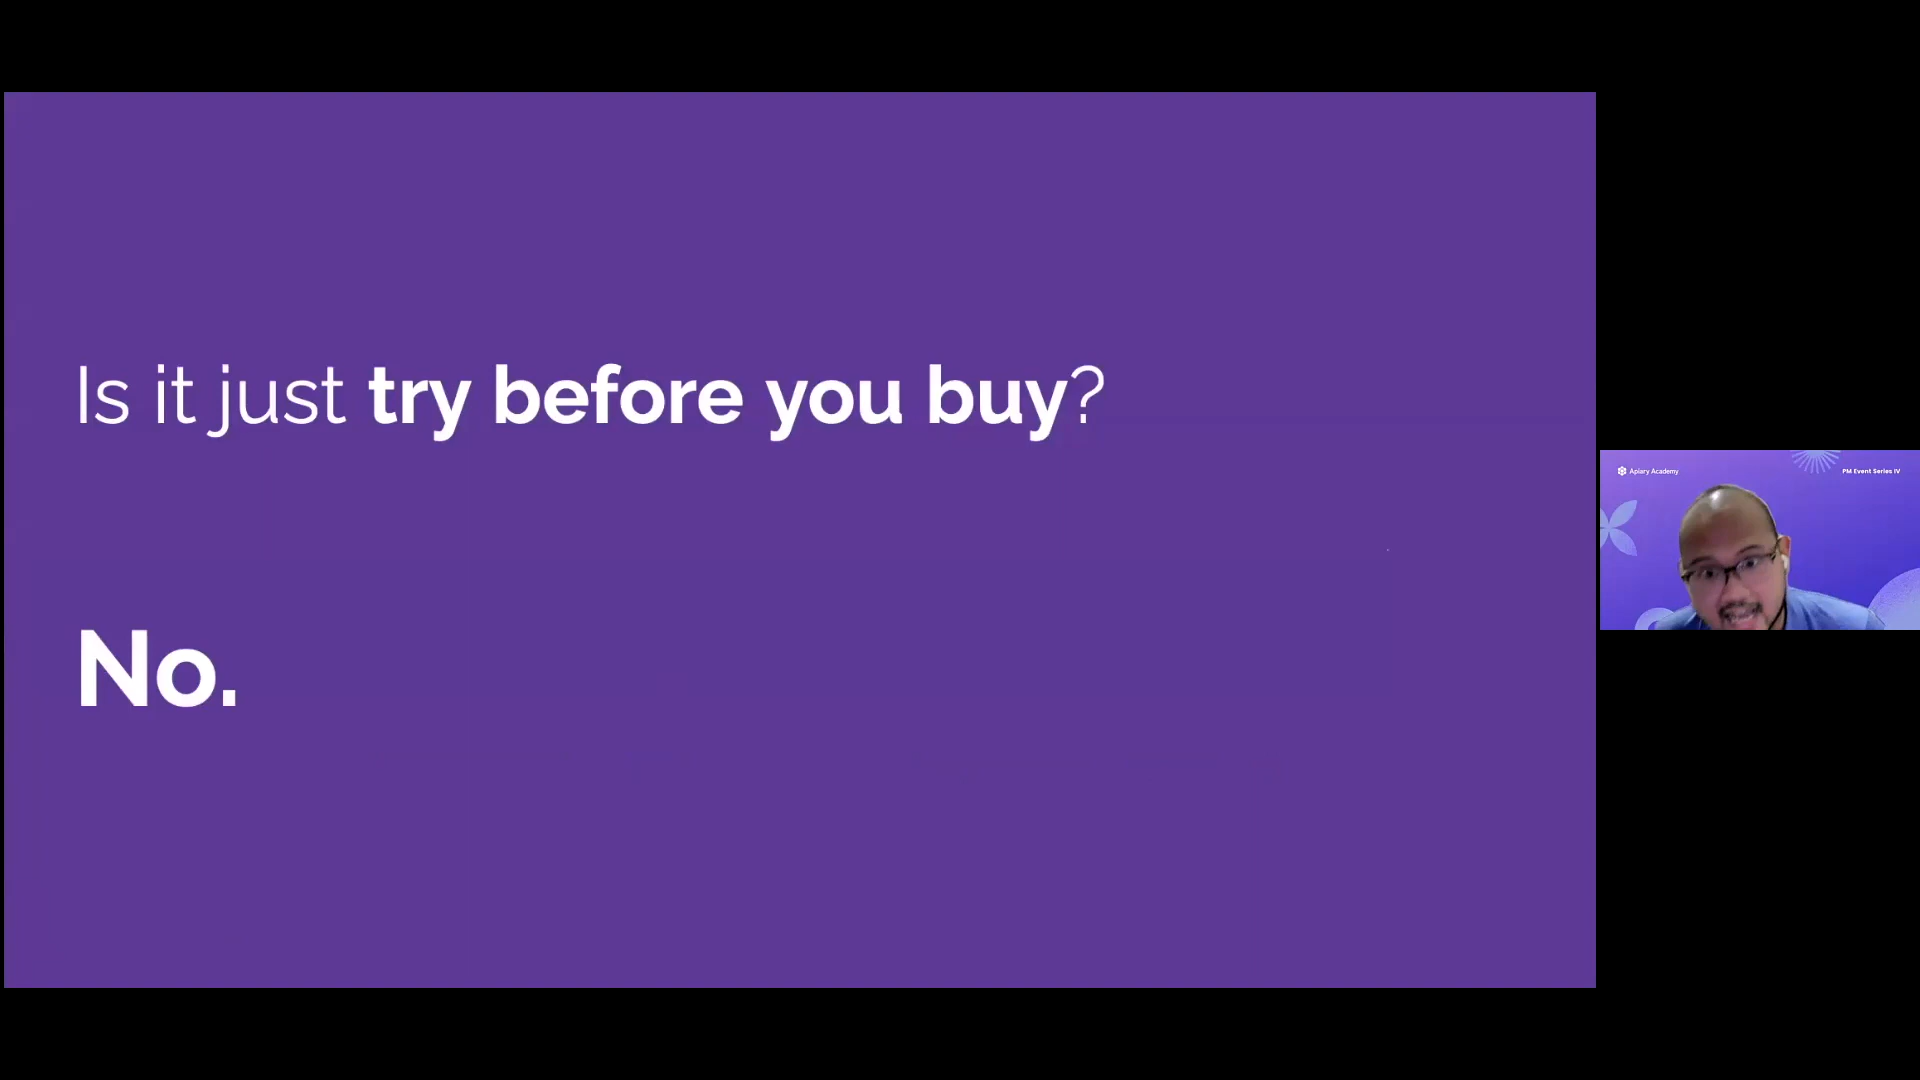 Is it just try before you buy?
No.
Apiary Academy
PM Event Series IV